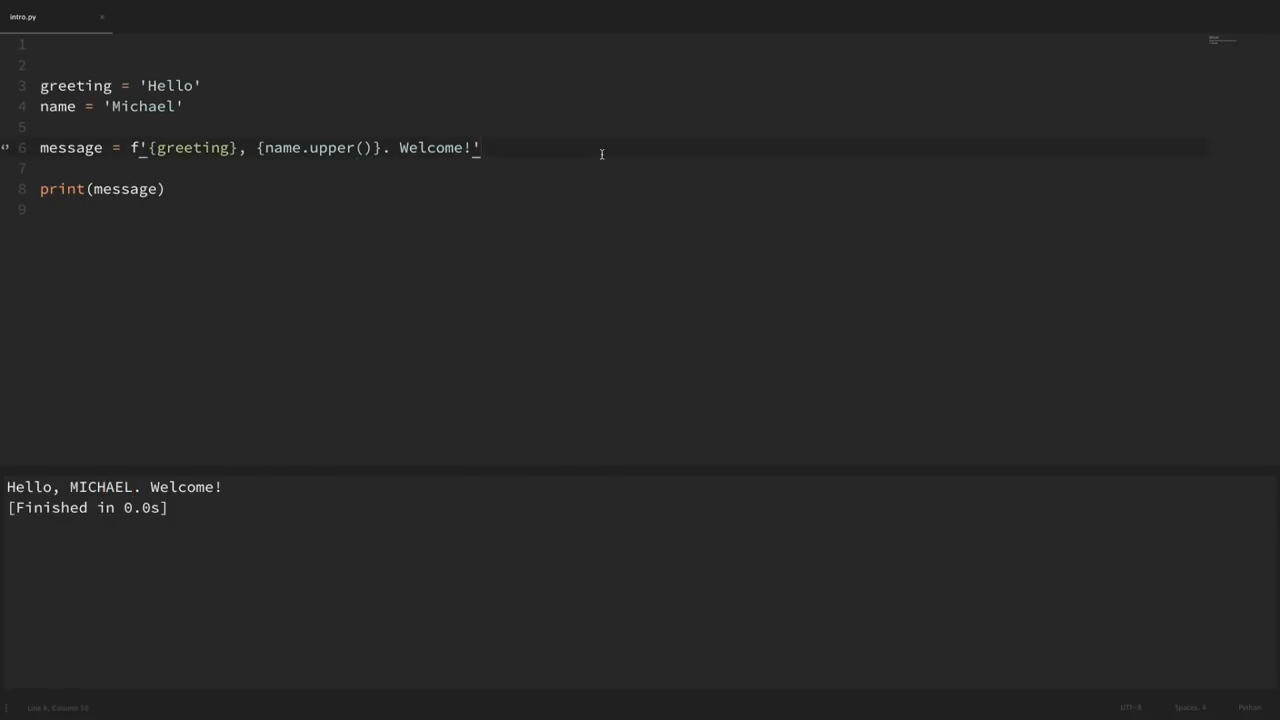 intro.py ×
1
2
3 greeting = 'Hello'
4 name = 'Michael'
5
6 message = f'{greeting}, {name.upper()}. Welcome!'
7
8 print(message)
9
Hello, MICHAEL. Welcome!
[Finished in 0.0s]
Line 6, Column 50 UTF-8 Spaces, 4 Python